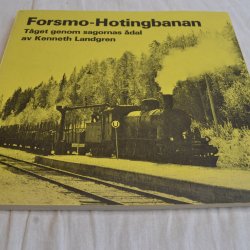 Forsmo-Hotingbanan
Tåget genom sagornas ådal
av Kenneth Landgren